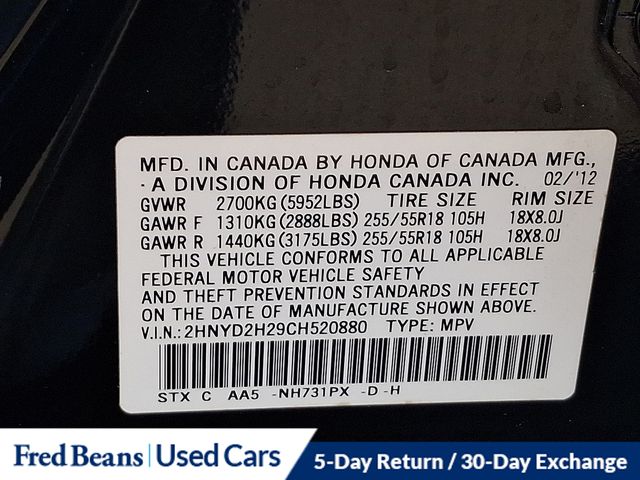 MFD. IN CANADA BY HONDA OF CANADA MFG.,
· A DIVISION OF HONDA CANADA INC. 02/'12
GVWR 2700KG(5952LBS) TIRE SIZE RIM SIZE
GAWR F 1310KG(2888LBS) 255/55R18 105H 18X8.0J
GAWR R 1440KG(3175LBS) 255/55R18 105H 18X8.0J
THIS VEHICLE CONFORMS TO ALL APPLICABLE
FEDERAL MOTOR VEHICLE SAFETY
AND THEFT PREVENTION STANDARDS IN EFFECT
ON THE DATE OF MANUFACTURE SHOWN ABOVE.
V.I.N.: 2HNYD2H29CH520880 TYPE: MPV
STX C AA5 -NH731PX -D -H
Fred Beans | Used Cars 5-Day Return / 30-Day Exchange